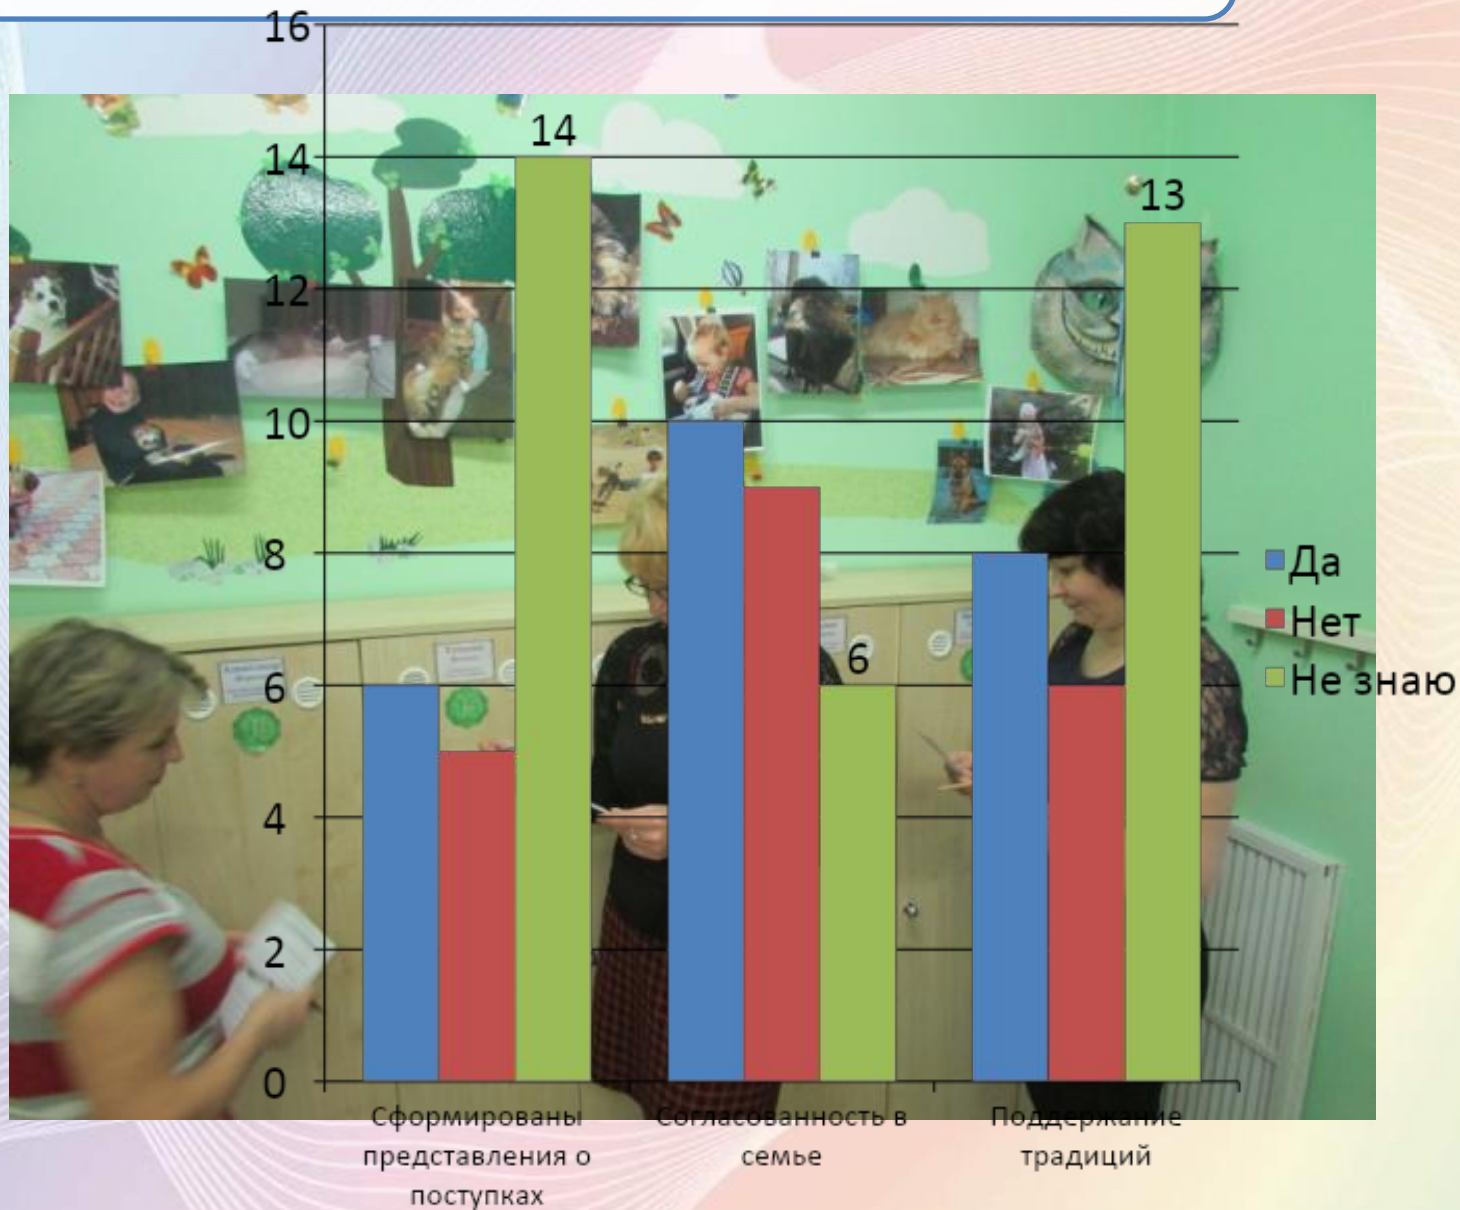 16
14
14
13
12
10
8
6
6
4
2
0
Да
Нет
Не знаю
Сформированы
представления о
поступках
Согласованность в
семье
Поддержание
традиций